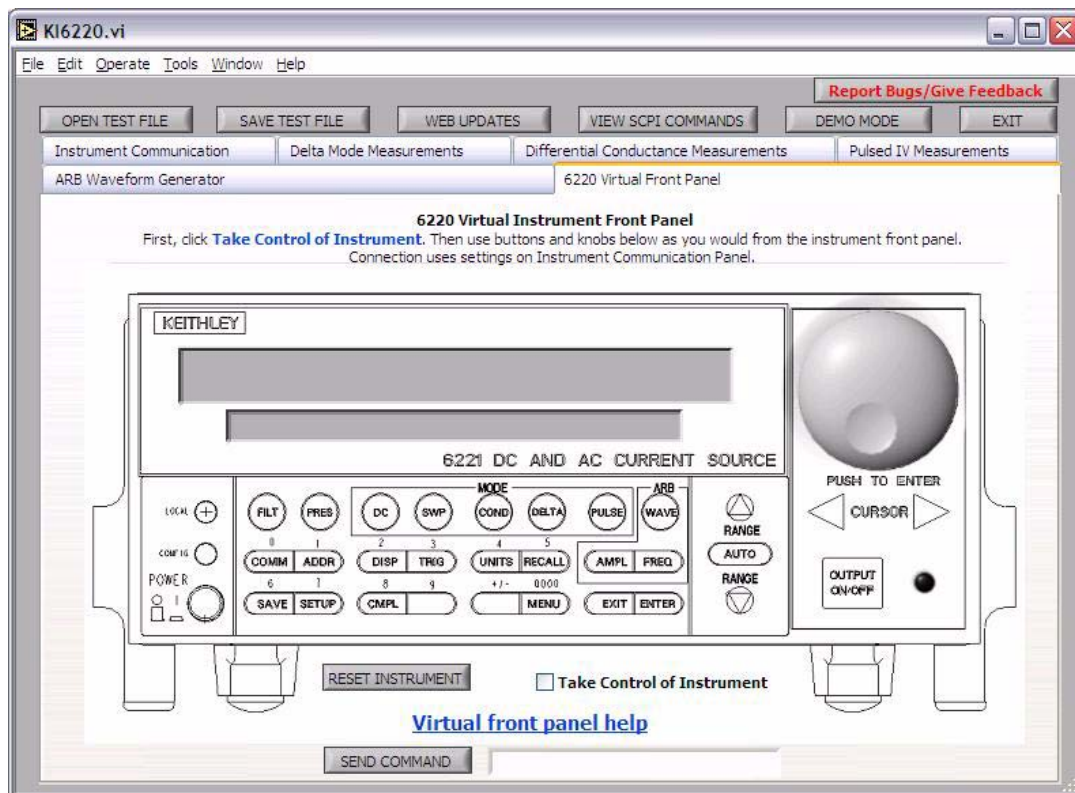 KI6220.vi
File Edit Operate Tools Window Help
Report Bugs/Give Feedback
OPEN TEST FILE SAVE TEST FILE WEB UPDATES VIEW SCPI COMMANDS DEMO MODE EXIT
Instrument Communication Delta Mode Measurements Differential Conductance Measurements Pulsed IV Measurements
ARB Waveform Generator 6220 Virtual Front Panel
6220 Virtual Instrument Front Panel
First, click Take Control of Instrument. Then use buttons and knobs below as you would from the instrument front panel.
Connection uses settings on Instrument Communication Panel.
KEITHLEY
6221 DC AND AC CURRENT SOURCE
PUSH TO ENTER
CURSOR
MODE ARB
LOCAL FILT PRES DC SWP COND DELTA PULSE WAVE
RANGE
0 1 2 3 4 5
CONFIG COMM ADDR DISP TRIG UNITS RECALL AMPL FREQ AUTO
POWER 6 7 8 9 +/- 0000 RANGE
SAVE SETUP CMPL MENU EXIT ENTER
OUTPUT
ON/OFF
RESET INSTRUMENT Take Control of Instrument
Virtual front panel help
SEND COMMAND